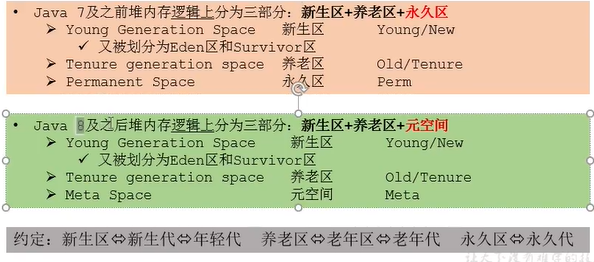 • Java 7及之前堆内存逻辑上分为三部分：新生区+养老区+永久区
➢ Young Generation Space 新生区 Young/New
✓ 又被划分为Eden区和Survivor区
➢ Tenure generation space 养老区 Old/Tenure
➢ Permanent Space 永久区 Perm
• Java 8及之后堆内存逻辑上分为三部分：新生区+养老区+元空间
➢ Young Generation Space 新生区 Young/New
✓ 又被划分为Eden区和Survivor区
➢ Tenure generation space 养老区 Old/Tenure
➢ Meta Space 元空间 Meta
约定：新生区⇔新生代⇔年轻代 养老区⇔老年区⇔老年代 永久区⇔永久代